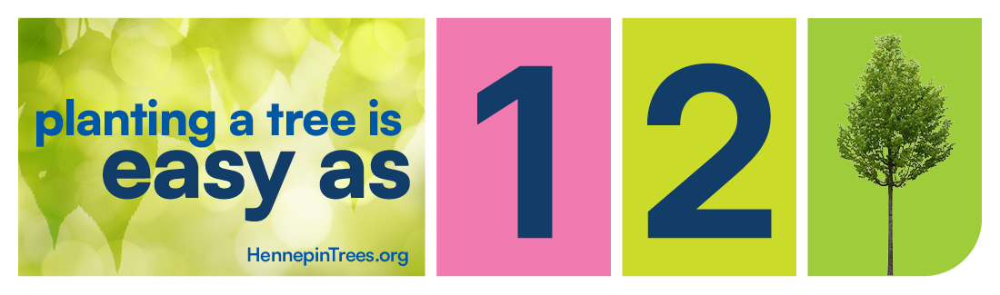 planting a tree is
easy as
HennepinTrees.org
1
2